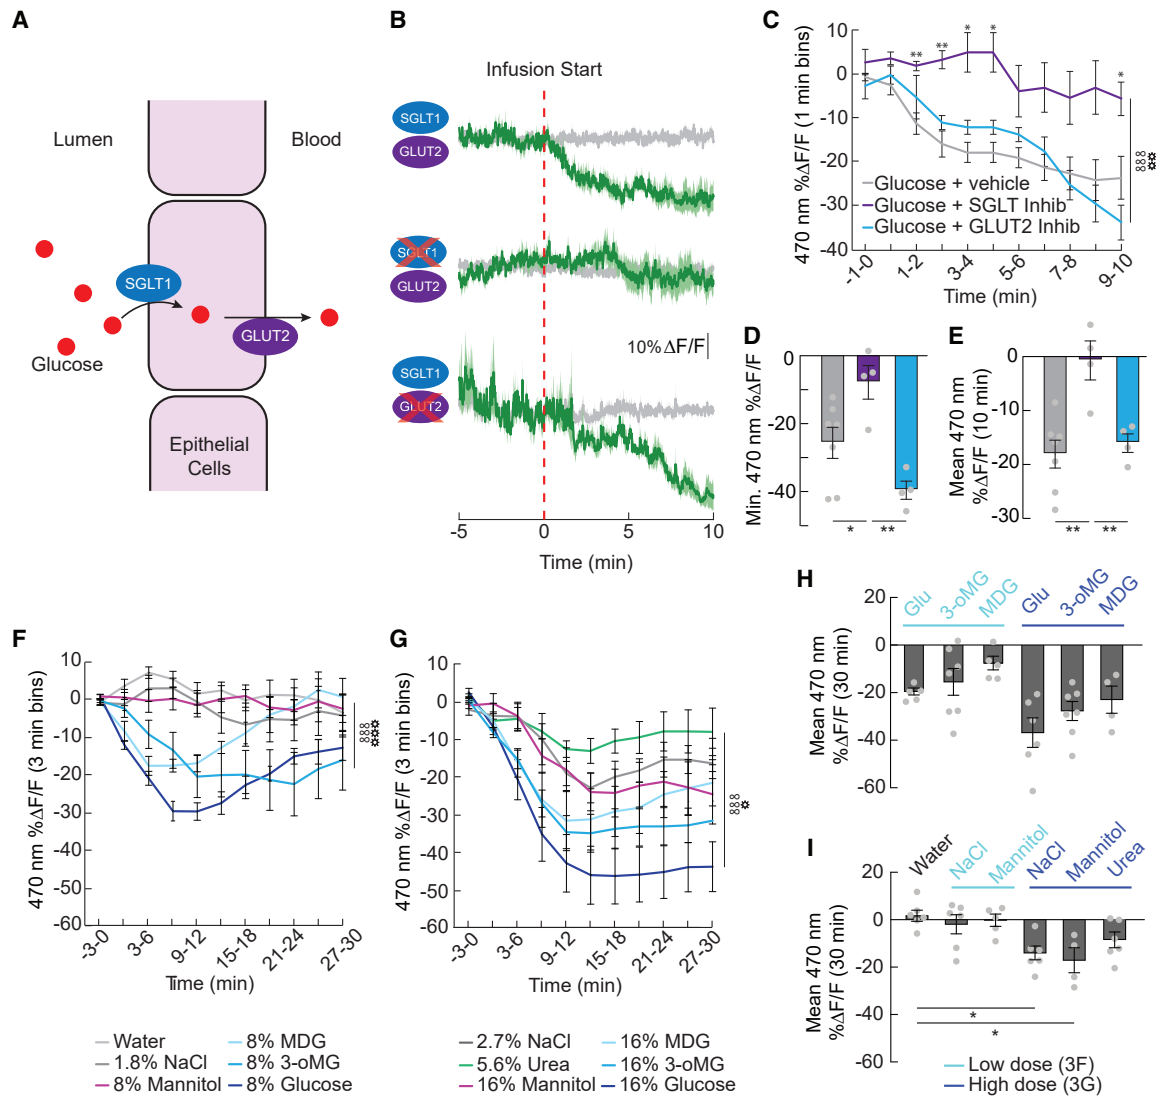 A
Lumen
Blood
SGLT1
GLUT2
Glucose
Epithelial
Cells
B
Infusion Start
SGLT1
GLUT2
SGLT1
GLUT2
10%ΔF/F
SGLT1
GLUT2
-5
0
5
10
Time (min)
C
470 nm %ΔF/F (1 min bins)
10
0
-10
-20
-30
-40
** ** * * *
Glucose + vehicle
Glucose + SGLT Inhib
Glucose + GLUT2 Inhib
-1-0
1-2
3-4
5-6
7-8
9-10
Time (min)
D
Min. 470 nm %ΔF/F
0
-20
-40
* **
E
Mean 470 nm
%ΔF/F (10 min)
0
-10
-20
-30
** **
F
470 nm %ΔF/F (3 min bins)
10
0
-10
-20
-30
-40
-50
-60
-3-0
3-6
9-12
15-18
21-24
27-30
Time (min)
Water
1.8% NaCl
8% Mannitol
8% MDG
8% 3-oMG
8% Glucose
G
470 nm %ΔF/F (3 min bins)
10
0
-10
-20
-30
-40
-50
-60
-3-0
3-6
9-12
15-18
21-24
27-30
Time (min)
2.7% NaCl
5.6% Urea
16% Mannitol
16% MDG
16% 3-oMG
16% Glucose
H
Glu
3-oMG
MDG
Glu
3-oMG
MDG
Mean 470 nm
%ΔF/F (30 min)
20
0
-20
-40
-60
I
Water
NaCl
Mannitol
NaCl
Mannitol
Urea
Mean 470 nm
%ΔF/F (30 min)
20
0
-20
-40
-60
*
*
Low dose (3F)
High dose (3G)